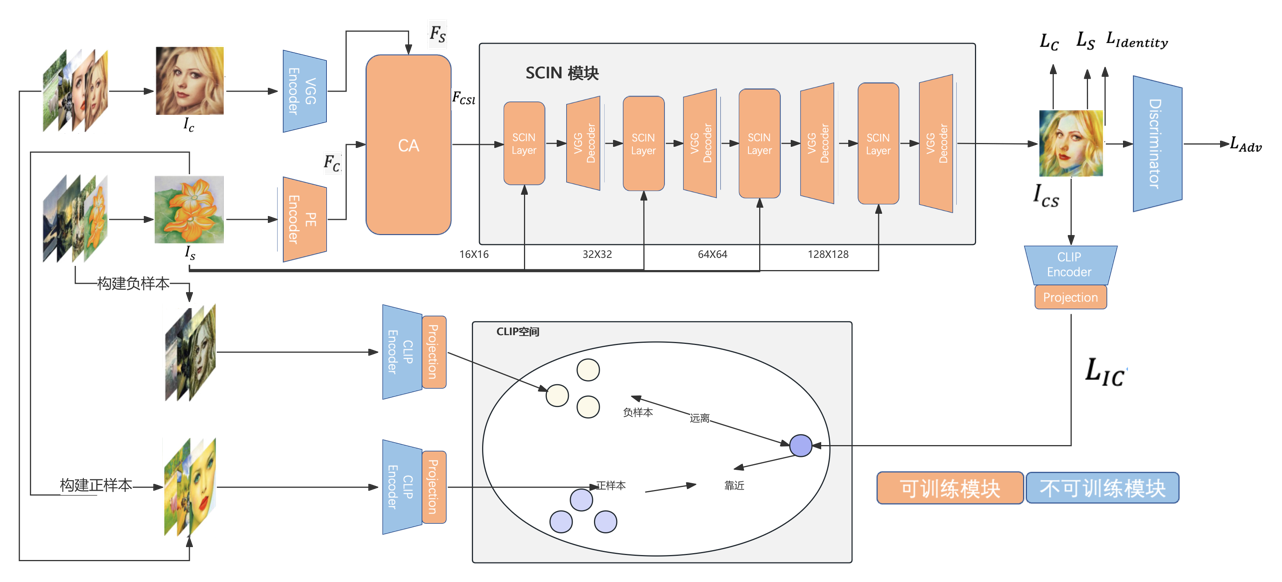 I_C
VGG
Encoder
F_S
CA
F_C
I_S
PE
Encoder
F_CSl
SCIN 模块
SCIN
Layer
VGG
Decoder
SCIN
Layer
VGG
Decoder
SCIN
Layer
VGG
Decoder
SCIN
Layer
VGG
Decoder
16X16
32X32
64X64
128X128
L_C
L_S
L_Identity
Discriminator
L_Adv
I_CS
CLIP
Encoder
Projection
L_IC
构建负样本
CLIP
Encoder
Projection
构建正样本
CLIP
Encoder
Projection
CLIP空间
负样本
远离
正样本
靠近
可训练模块
不可训练模块